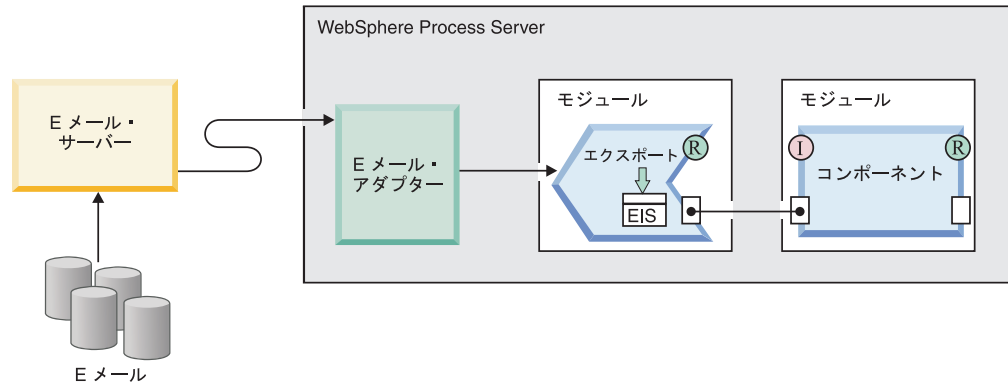 WebSphere Process Server
E メール・
サーバー
E メール・
アダプター
モジュール
エクスポート
R
EIS
モジュール
I
R
コンポーネント
E メール